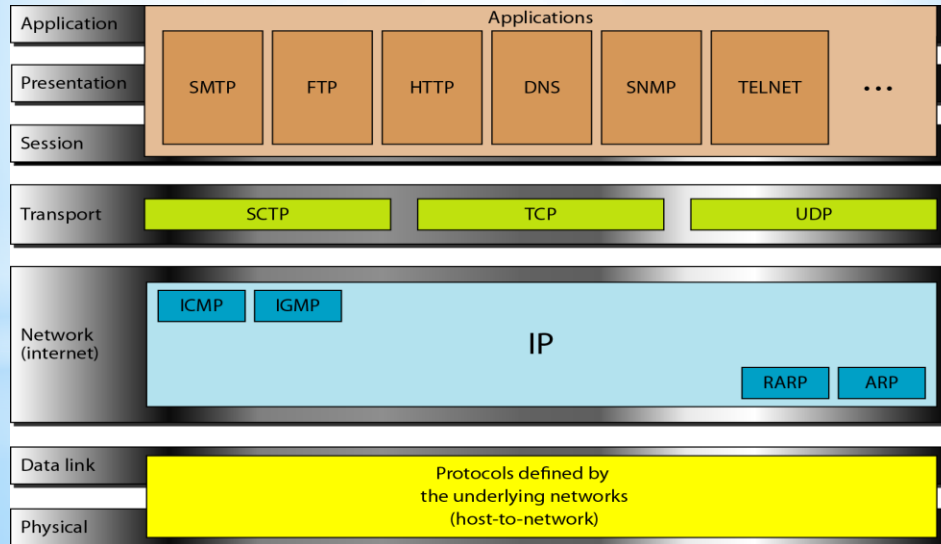 Application
Applications
Presentation
SMTP
FTP
HTTP
DNS
SNMP
TELNET
...
Session
Transport
SCTP
TCP
UDP
Network
(internet)
ICMP
IGMP
IP
RARP
ARP
Data link
Protocols defined by
the underlying networks
(host-to-network)
Physical